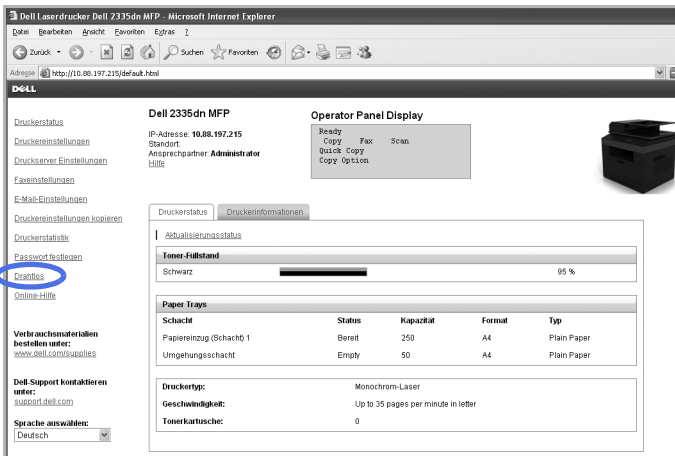 Dell Laserdrucker Dell 2335dn MFP - Microsoft Internet Explorer
Datei Bearbeiten Ansicht Favoriten Extras ?
Zurück Suchen Favoriten
Adresse http://10.88.197.215/default.html
DELL
Druckerstatus
Druckereinstellungen
Druckserver Einstellungen
Faxeinstellungen
E-Mail-Einstellungen
Druckereinstellungen kopieren
Druckerstatistik
Passwort festlegen
Drahtlos
Online-Hilfe
Verbrauchsmaterialien
bestellen unter:
www.dell.com/supplies
Dell-Support kontaktieren
unter:
support.dell.com
Sprache auswählen:
Deutsch
Dell 2335dn MFP
IP-Adresse: 10.88.197.215
Standort:
Ansprechpartner: Administrator
Hilfe
Operator Panel Display
Ready
Copy Fax Scan
Quick Copy
Copy Option
Druckerstatus Druckerinformationen
Aktualisierungsstatus
Toner-Füllstand
Schwarz 95 %
Paper Trays
Schacht Status Kapazität Format Typ
Papiereinzug (Schacht) 1 Bereit 250 A4 Plain Paper
Umgehungsschacht Empty 50 A4 Plain Paper
Druckertyp: Monochrom-Laser
Geschwindigkeit: Up to 35 pages per minute in letter
Tonerkartusche: 0